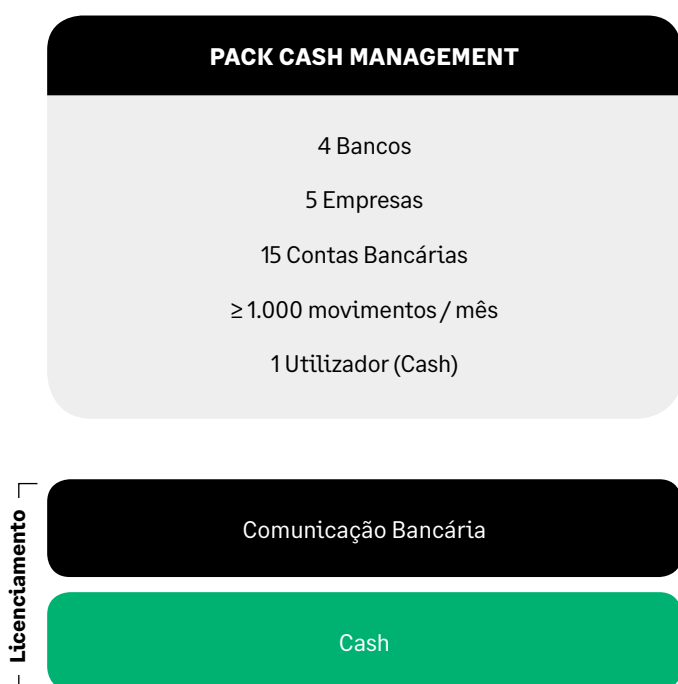 PACK CASH MANAGEMENT
4 Bancos
5 Empresas
15 Contas Bancárias
≥ 1.000 movimentos / mês
1 Utilizador (Cash)
Licenciamento
Comunicação Bancária
Cash